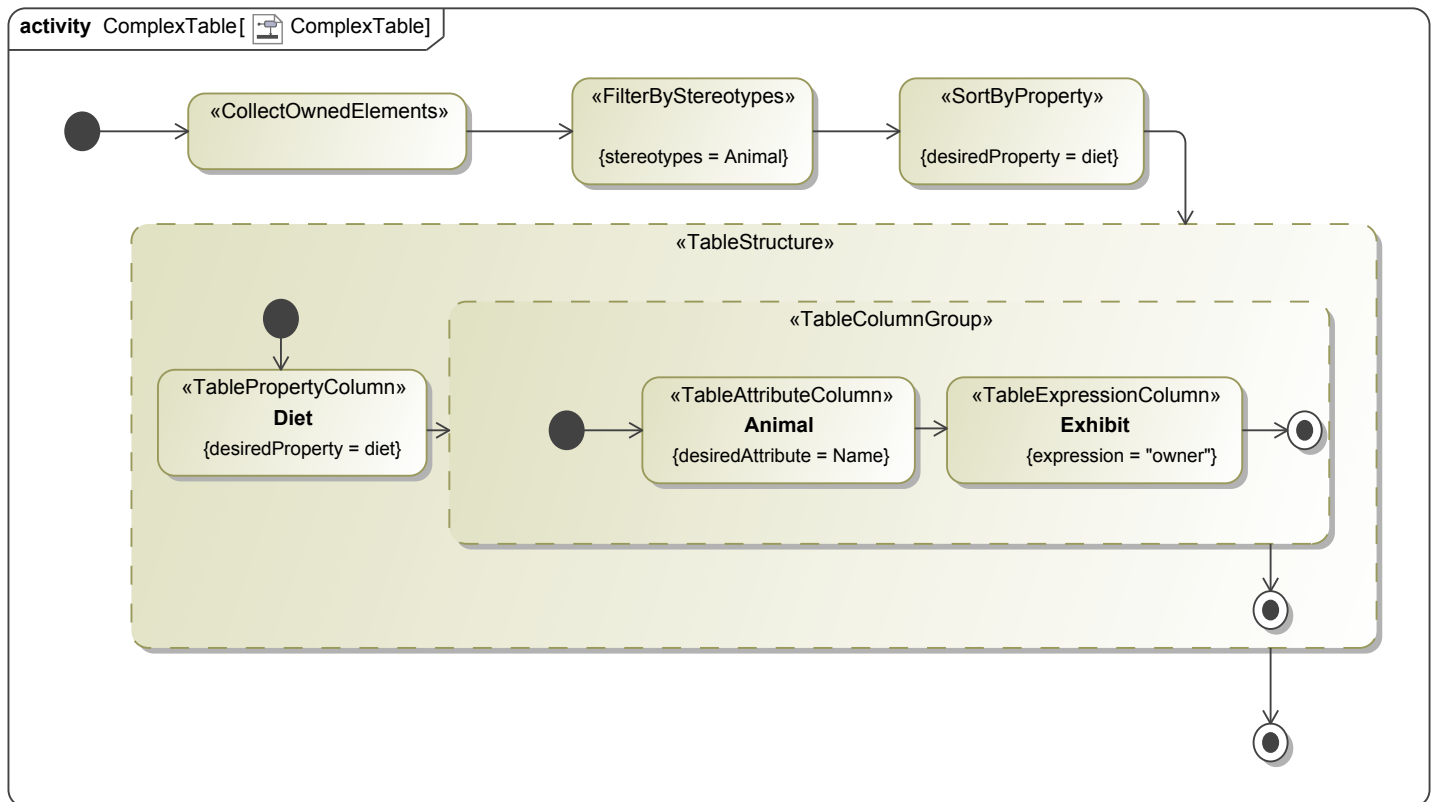 activity ComplexTable[ ComplexTable]
«CollectOwnedElements»
«FilterByStereotypes»
{stereotypes = Animal}
«SortByProperty»
{desiredProperty = diet}
«TableStructure»
«TablePropertyColumn»
Diet
{desiredProperty = diet}
«TableColumnGroup»
«TableAttributeColumn»
Animal
{desiredAttribute = Name}
«TableExpressionColumn»
Exhibit
{expression = "owner"}